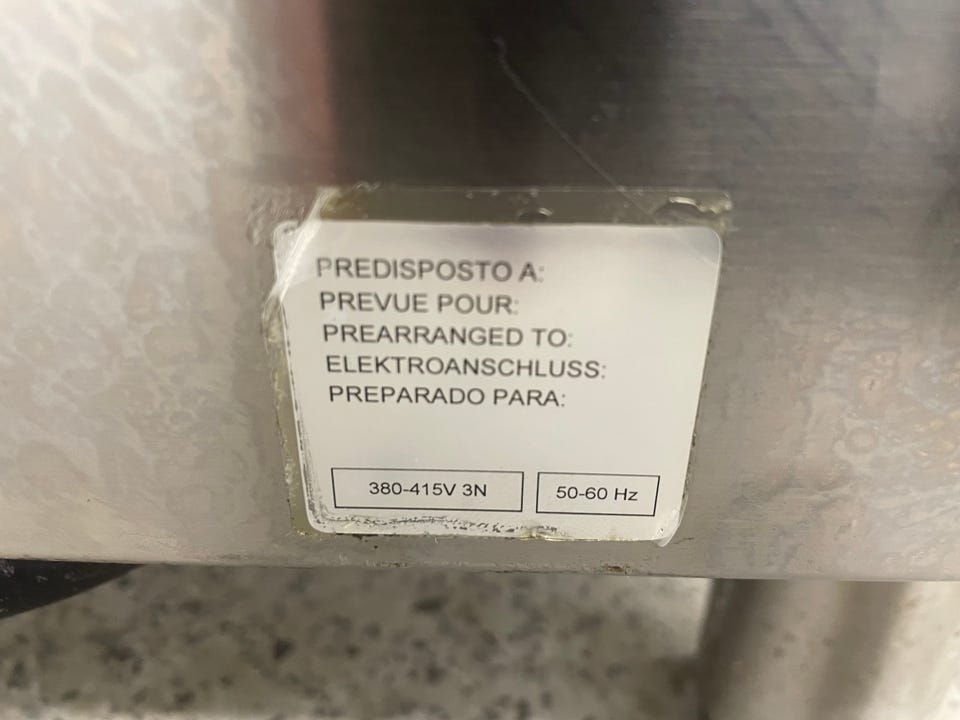 PREDISPOSTO A:
PREVUE POUR:
PREARRANGED TO:
ELEKTROANSCHLUSS:
PREPARADO PARA:
380-415V 3N 50-60 Hz